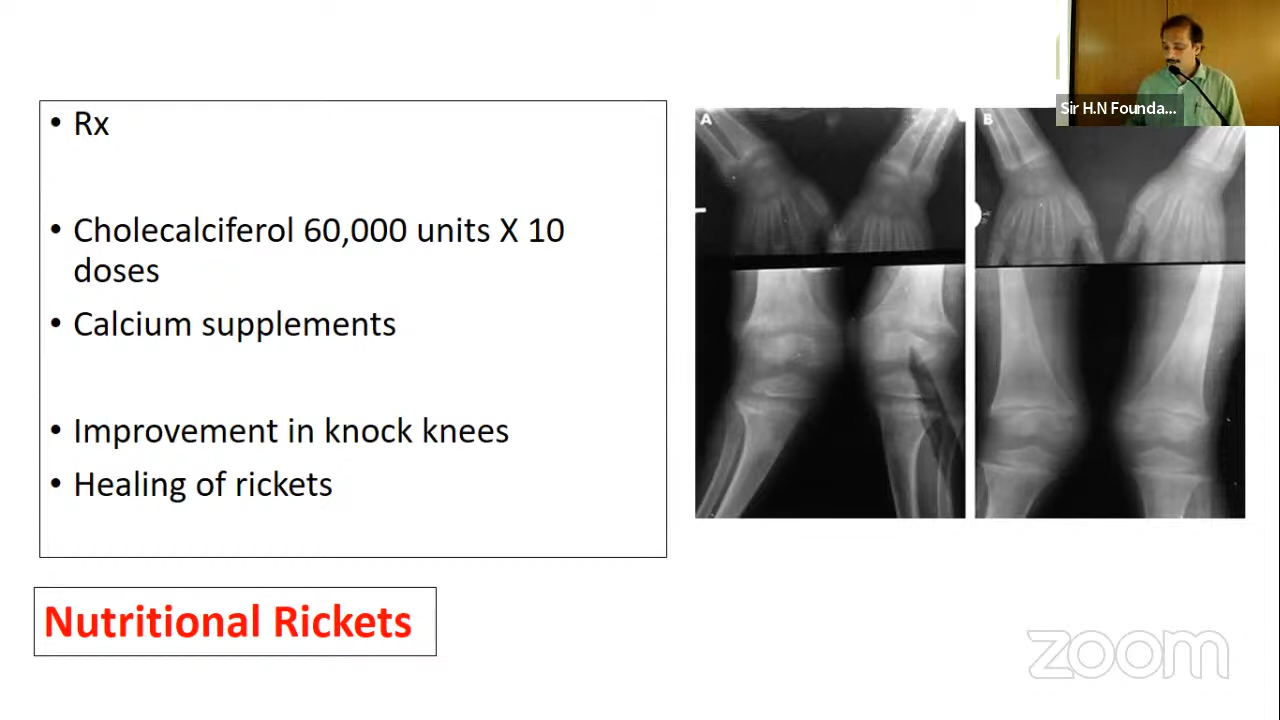 • Rx
• Cholecalciferol 60,000 units X 10
doses
• Calcium supplements
• Improvement in knock knees
• Healing of rickets
Nutritional Rickets
A
B
Sir H.N Founda...
zoom